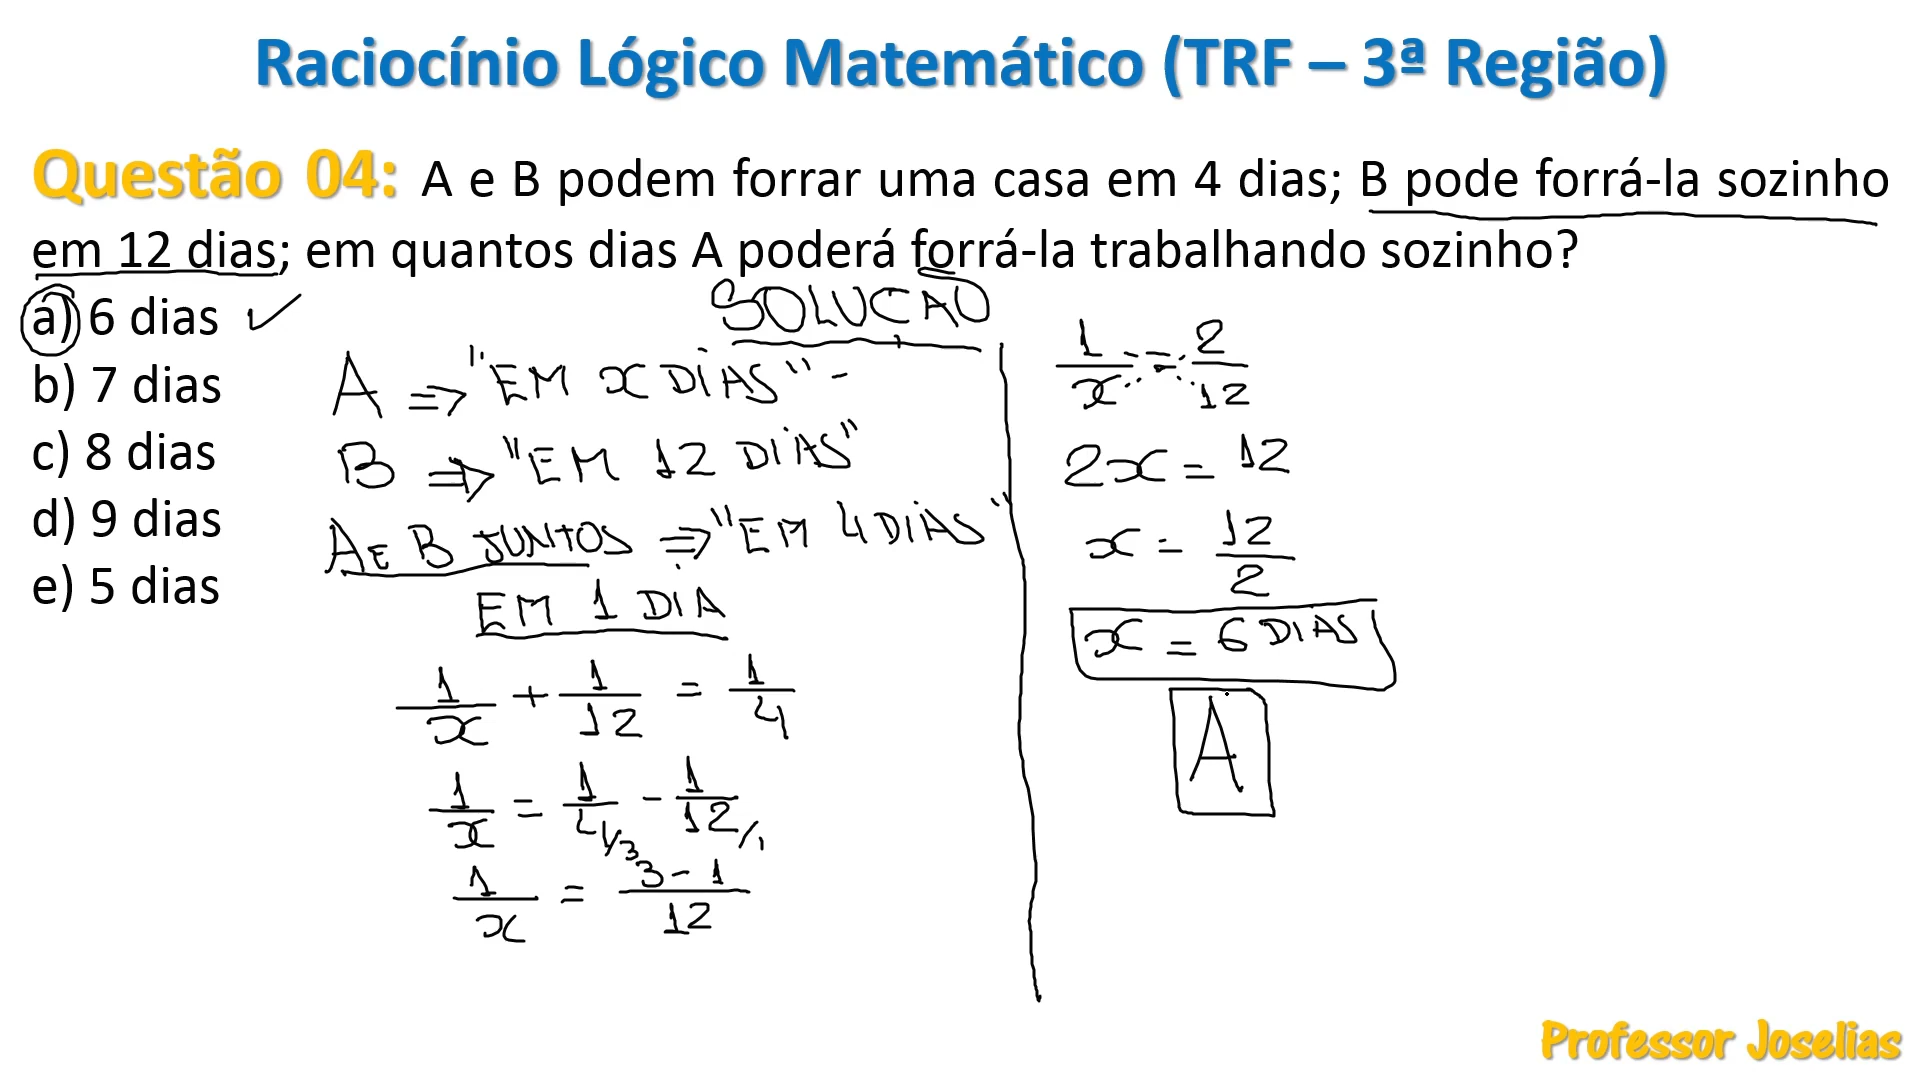 Raciocínio Lógico Matemático (TRF – 3ª Região)
Questão 04: A e B podem forrar uma casa em 4 dias; B pode forrá-la sozinho
em 12 dias; em quantos dias A poderá forrá-la trabalhando sozinho?
a) 6 dias ✓
b) 7 dias
c) 8 dias
d) 9 dias
e) 5 dias
SOLUÇÃO
A ⇒ "EM x DIAS" -
B ⇒ "EM 12 DIAS"
A E B JUNTOS ⇒ "EM 4 DIAS"
EM 1 DIA
1/x + 1/12 = 1/4
1/x = 1/4/3 - 1/12/1
1/x = 3-1/12
1/x = 2/12
2x = 12
x = 12/2
x = 6 DIAS
A
Professor Joselias